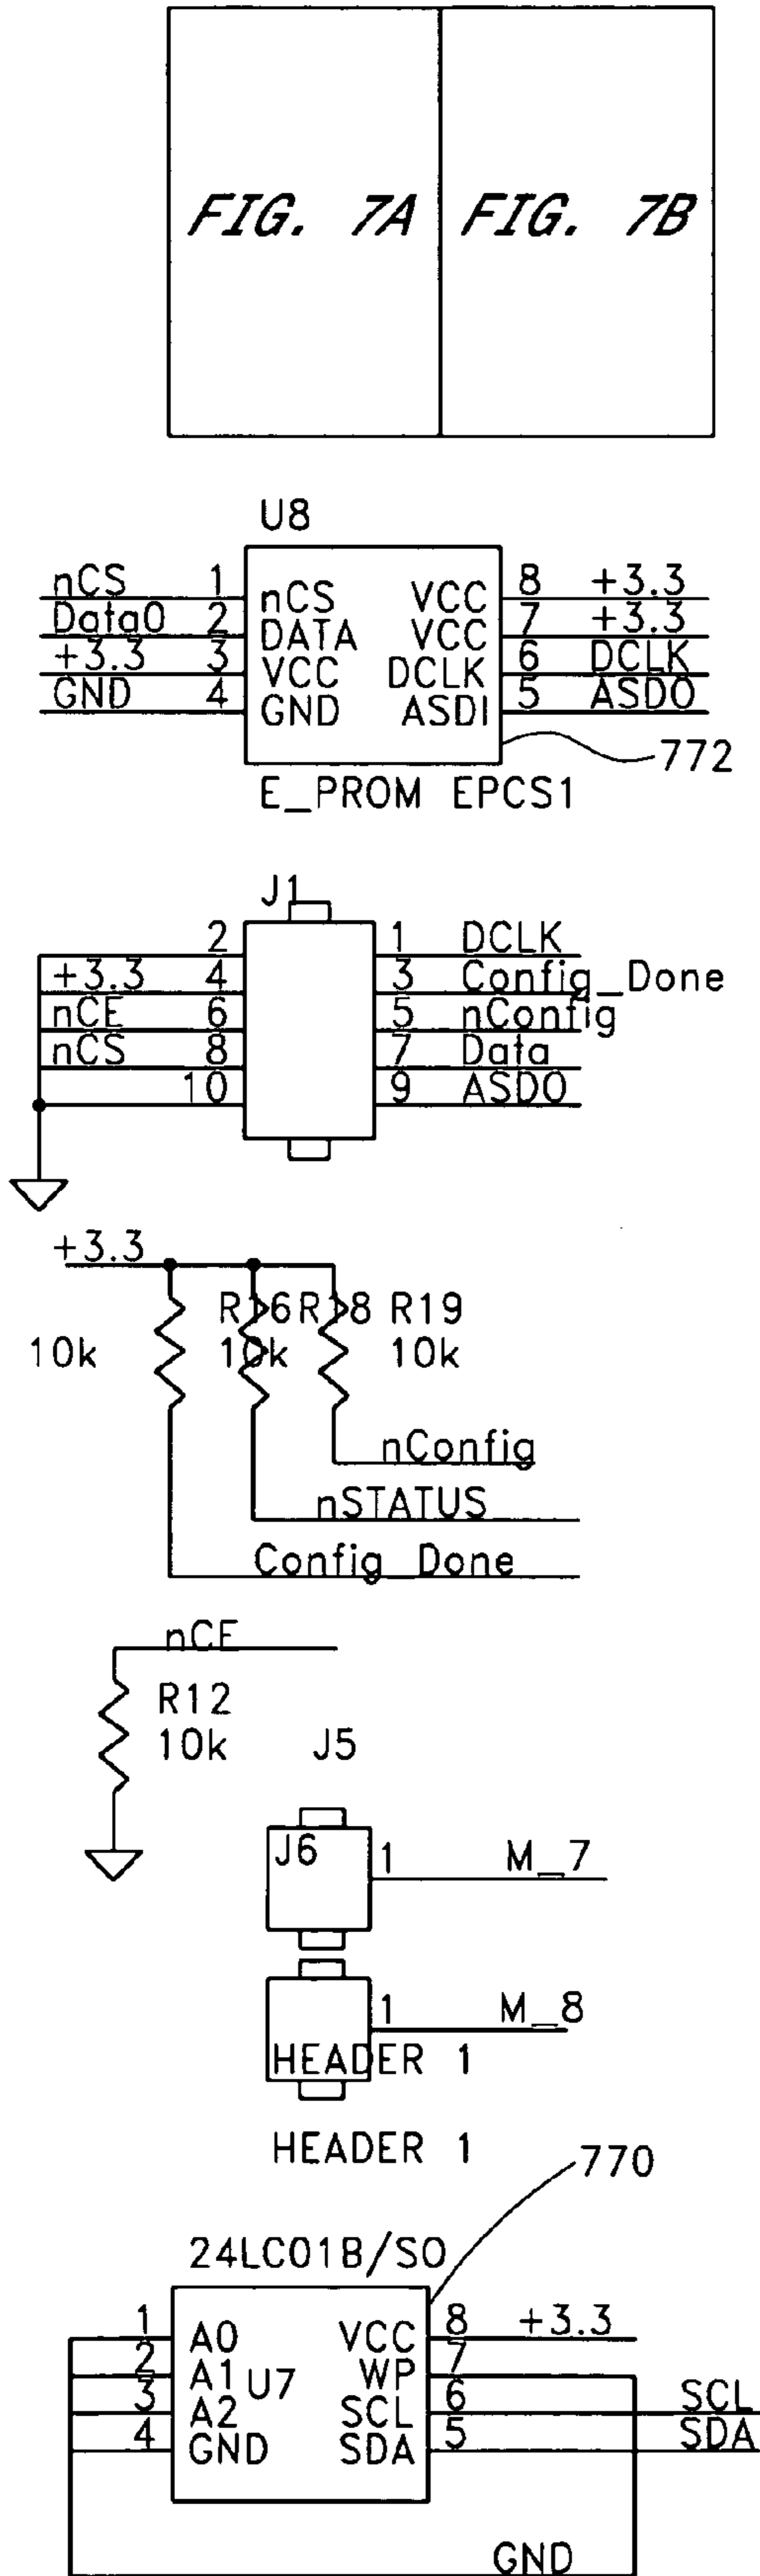 FIG. 7A FIG. 7B
U8
nCS 1 nCS VCC 8 +3.3
Data0 2 DATA VCC 7 +3.3
+3.3 3 VCC DCLK 6 DCLK
GND 4 GND ASDI 5 ASDO
772
E_PROM EPCS1
J1
2 1 DCLK
+3.3 4 3 Config_Done
nCE 6 5 nConfig
nCS 8 7 Data
10 9 ASDO
+3.3
R16 R18 R19
10k 10k 10k
nConfig
nSTATUS
Config_Done
nCE
R12
10k J5
J6 1 M_7
1 M_8
HEADER 1
HEADER 1
770
24LC01B/SO
1 A0 VCC 8 +3.3
2 A1 U7 WP 7
3 A2 SCL 6 SCL
4 GND SDA 5 SDA
GND